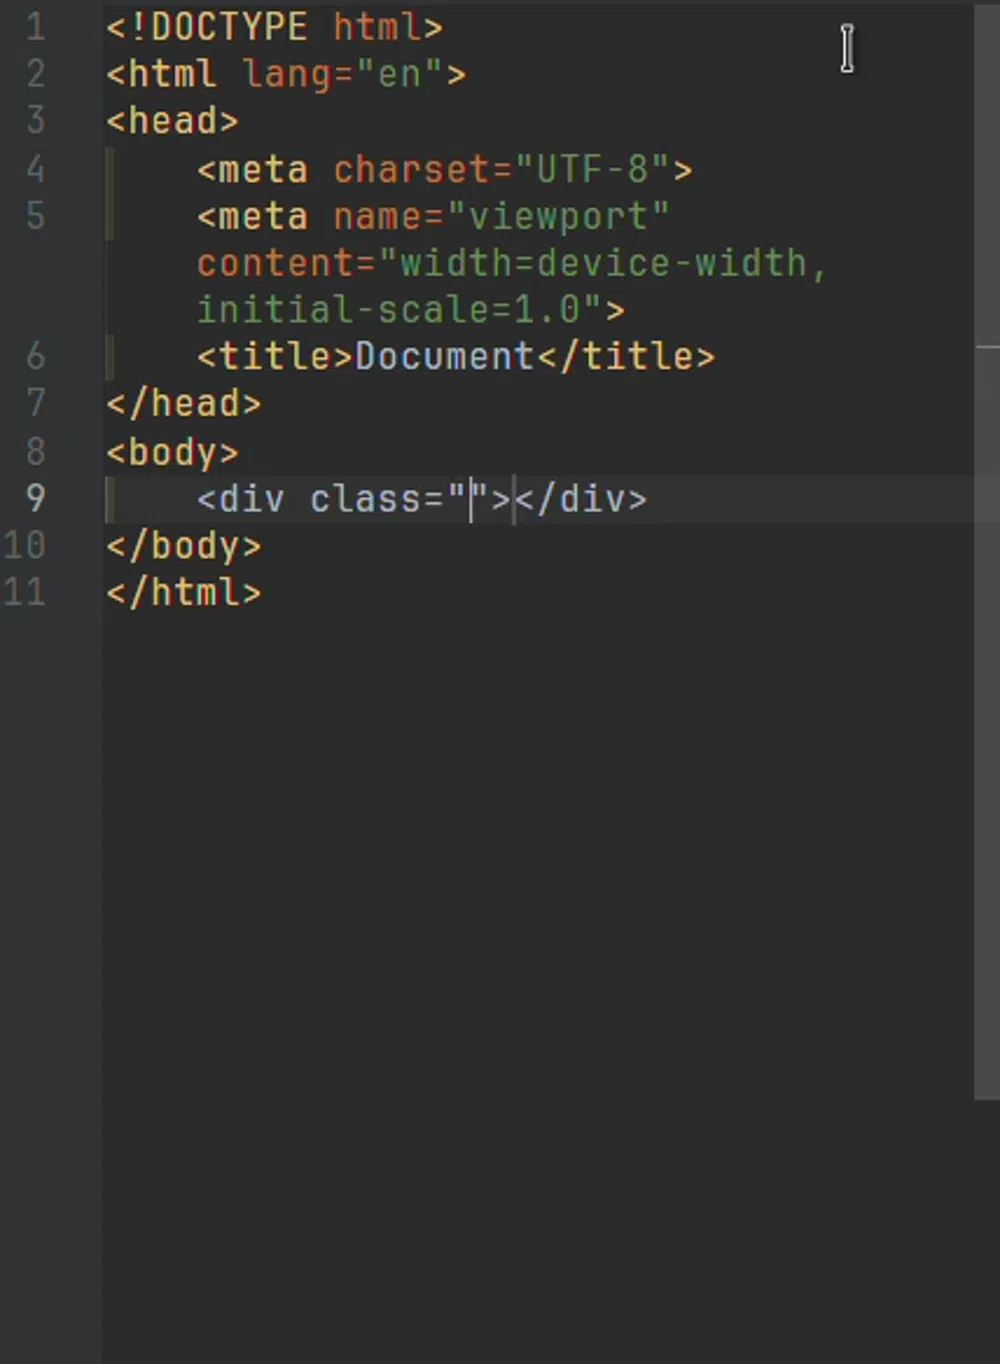 1 <!DOCTYPE html>
2 <html lang="en">
3 <head>
4     <meta charset="UTF-8">
5     <meta name="viewport"
    content="width=device-width,
    initial-scale=1.0">
6     <title>Document</title>
7 </head>
8 <body>
9     <div class=""></div>
10 </body>
11 </html>